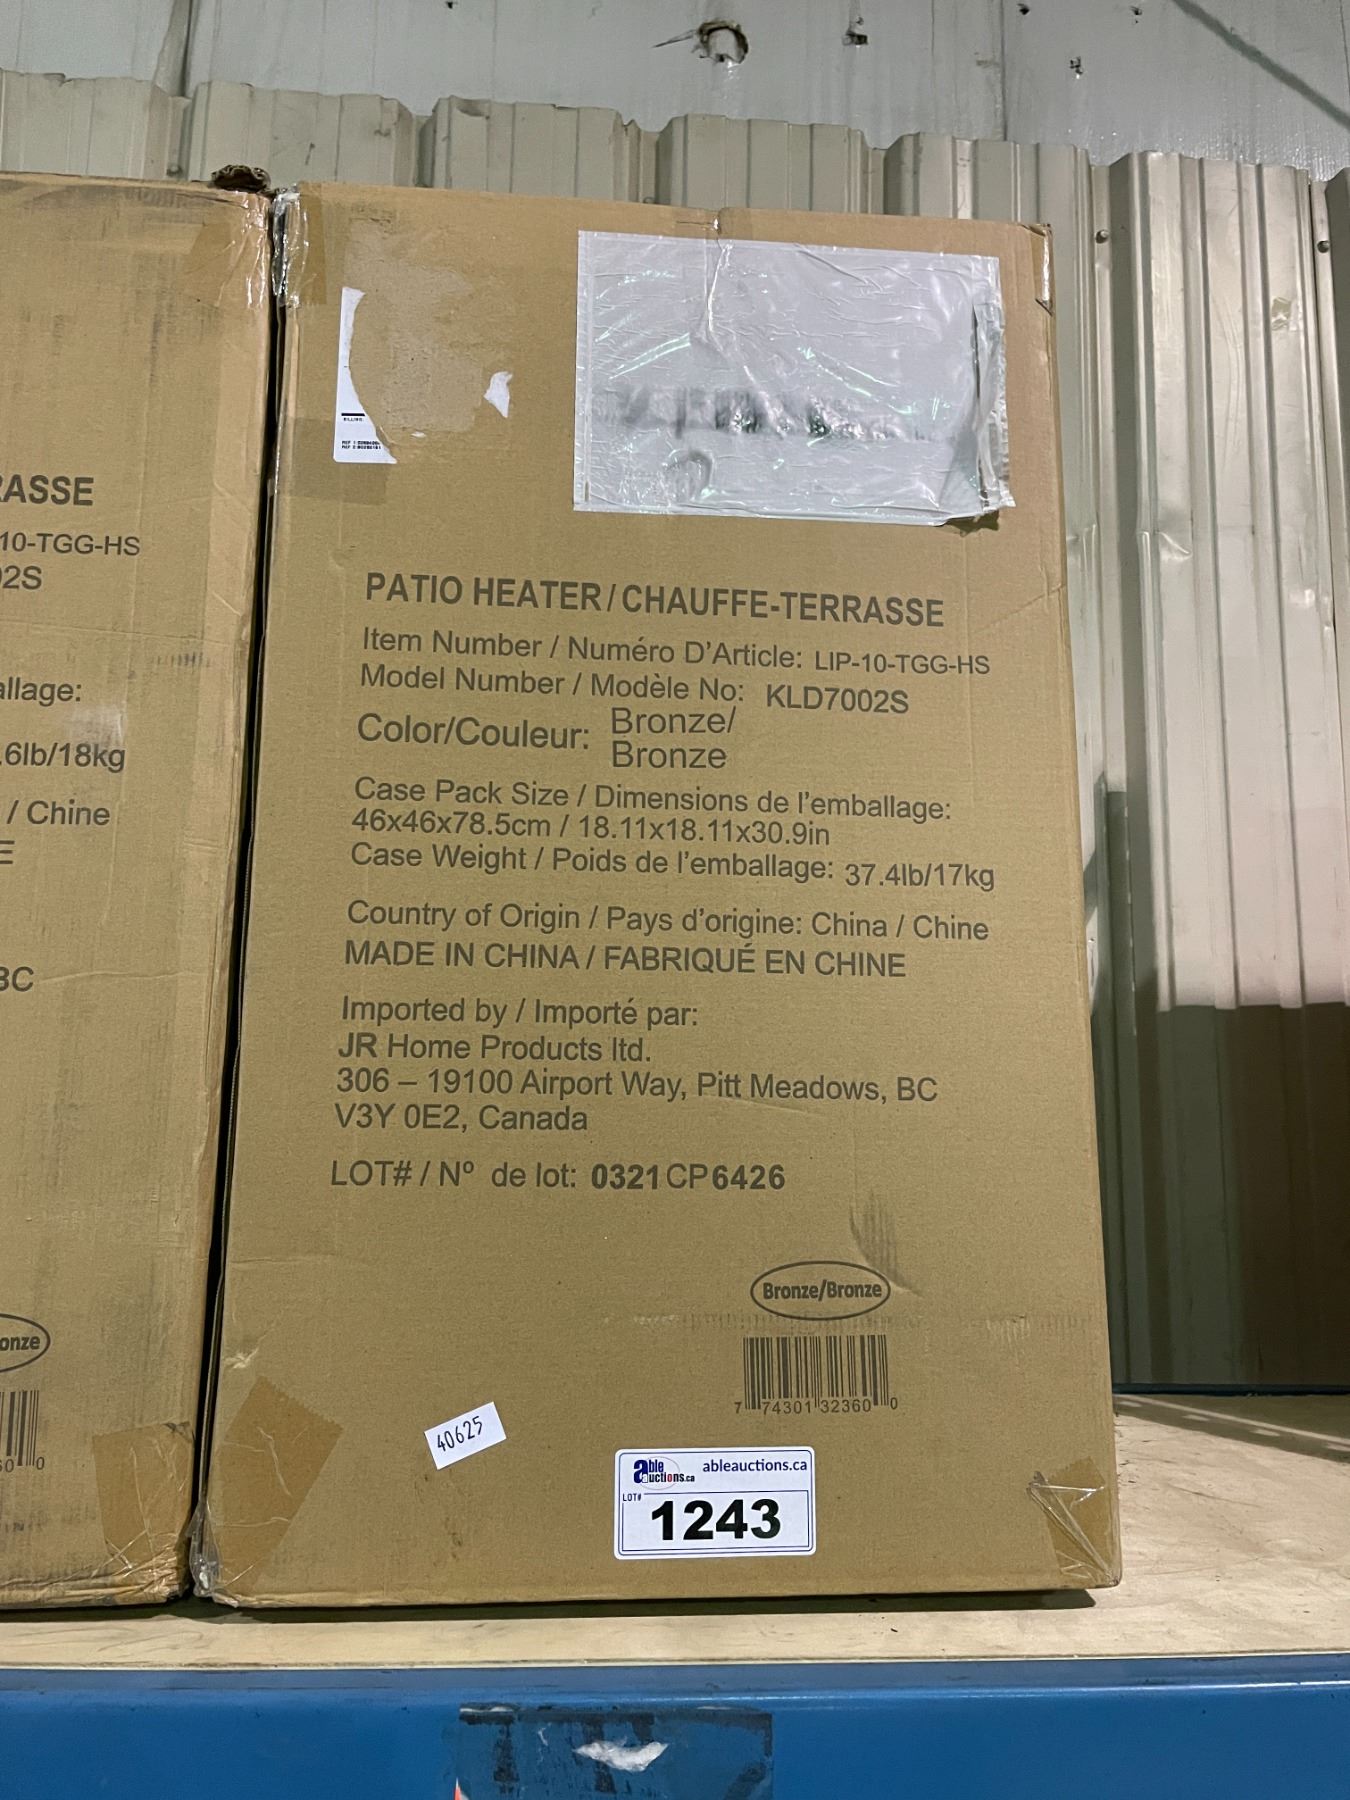 PATIO HEATER/CHAUFFE-TERRASSE
Item Number / Numéro D'Article: LIP-10-TGG-HS
Model Number / Modèle No: KLD7002S
Color/Couleur: Bronze/
Bronze
Case Pack Size / Dimensions de l'emballage:
46x46x78.5cm / 18.11x18.11x30.9in
Case Weight / Poids de l'emballage: 37.4lb/17kg
Country of Origin / Pays d'origine: China / Chine
MADE IN CHINA / FABRIQUÉ EN CHINE
Imported by / Importé par:
JR Home Products ltd.
306 – 19100 Airport Way, Pitt Meadows, BC
V3Y 0E2, Canada
LOT# / Nº de lot: 0321CP6426
Bronze/Bronze
7 74301 32360 0
40625
able auctions.ca ableauctions.ca
LOT# 1243
RASSE
10-TGG-HS
02S
allage:
.6lb/18kg
/ Chine
E
BC
onze
60 0